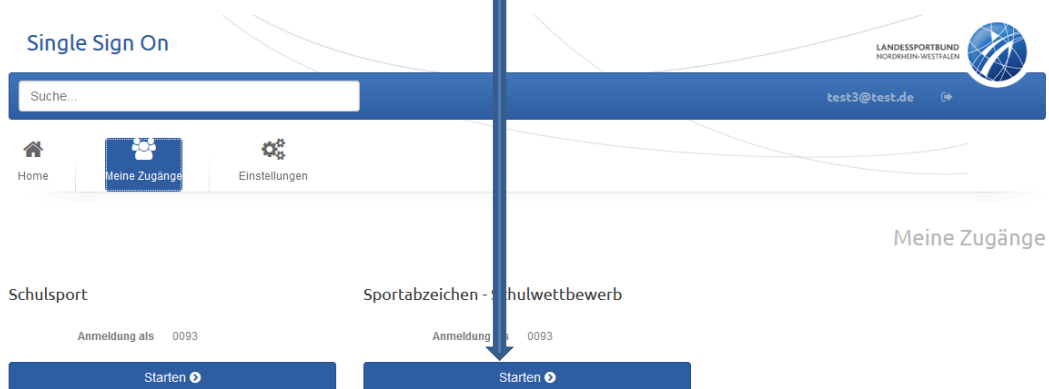 Single Sign On
LANDESSPORTBUND
NORDRHEIN-WESTFALEN
Suche...
test3@test.de
Home
Meine Zugänge
Einstellungen
Meine Zugänge
Schulsport
Sportabzeichen - Schulwettbewerb
Anmeldung als 0093
Anmeldung als 0093
Starten
Starten